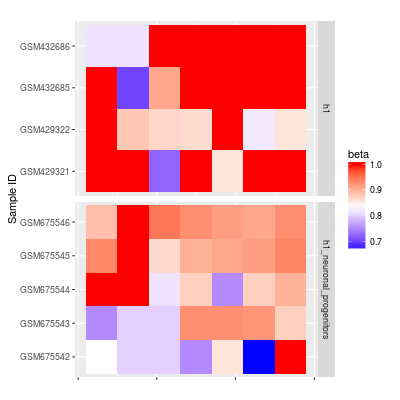 GSM432686
GSM432685
GSM429322
GSM429321
h1
GSM675546
GSM675545
GSM675544
GSM675543
GSM675542
h1_neuronal_progenitors
Sample ID
beta
1.0
0.9
0.8
0.7